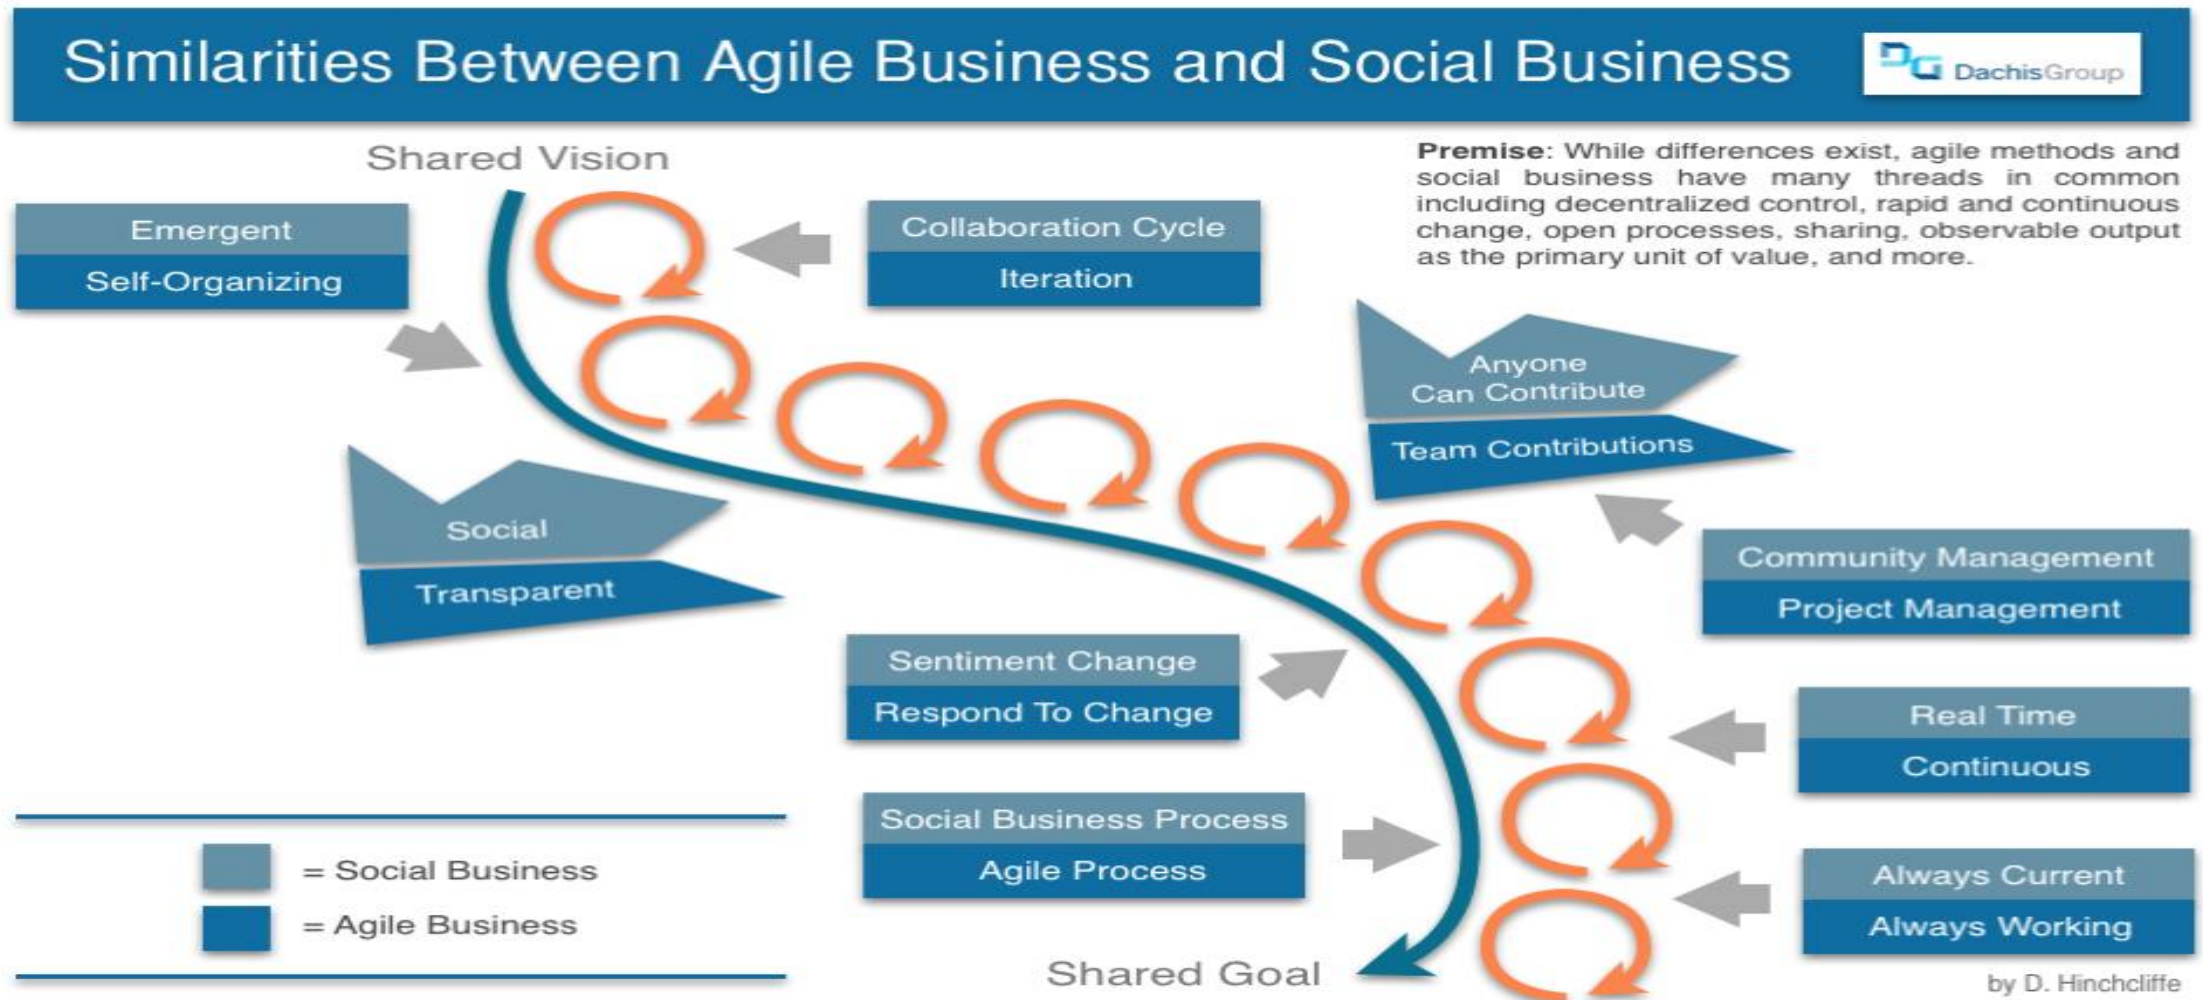 Similarities Between Agile Business and Social Business
DG DachisGroup
Shared Vision
Premise: While differences exist, agile methods and
social business have many threads in common
including decentralized control, rapid and continuous
change, open processes, sharing, observable output
as the primary unit of value, and more.
Emergent
Self-Organizing
Collaboration Cycle
Iteration
Anyone
Can Contribute
Team Contributions
Social
Transparent
Community Management
Project Management
Sentiment Change
Respond To Change
Real Time
Continuous
Social Business Process
Agile Process
Always Current
Always Working
= Social Business
= Agile Business
Shared Goal
by D. Hinchcliffe